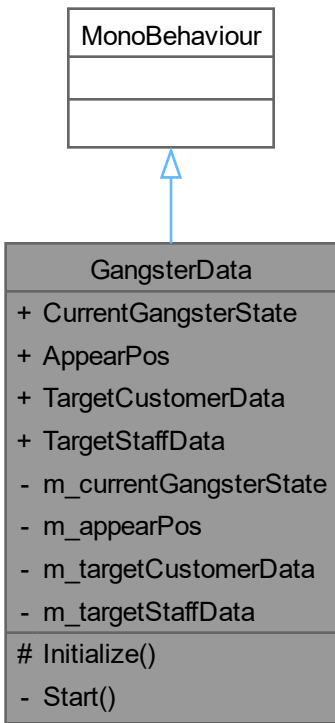 MonoBehaviour
GangsterData
+ CurrentGangsterState
+ AppearPos
+ TargetCustomerData
+ TargetStaffData
- m_currentGangsterState
- m_appearPos
- m_targetCustomerData
- m_targetStaffData
# Initialize()
- Start()